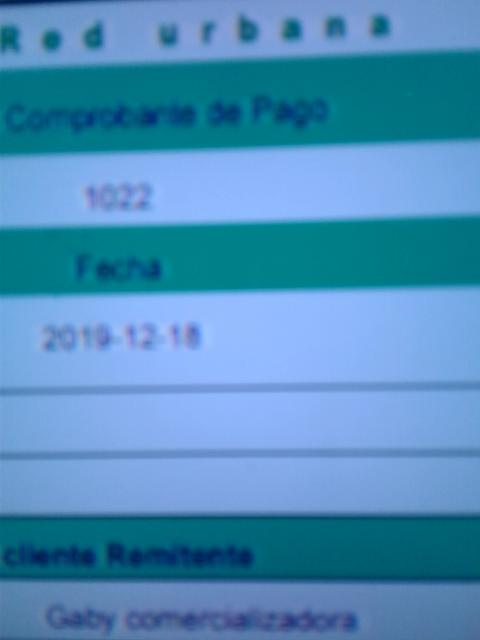 Red urbana
Comprobante de Pago
1022
Fecha
2019-12-18
cliente Remitente
Gaby comercializadora